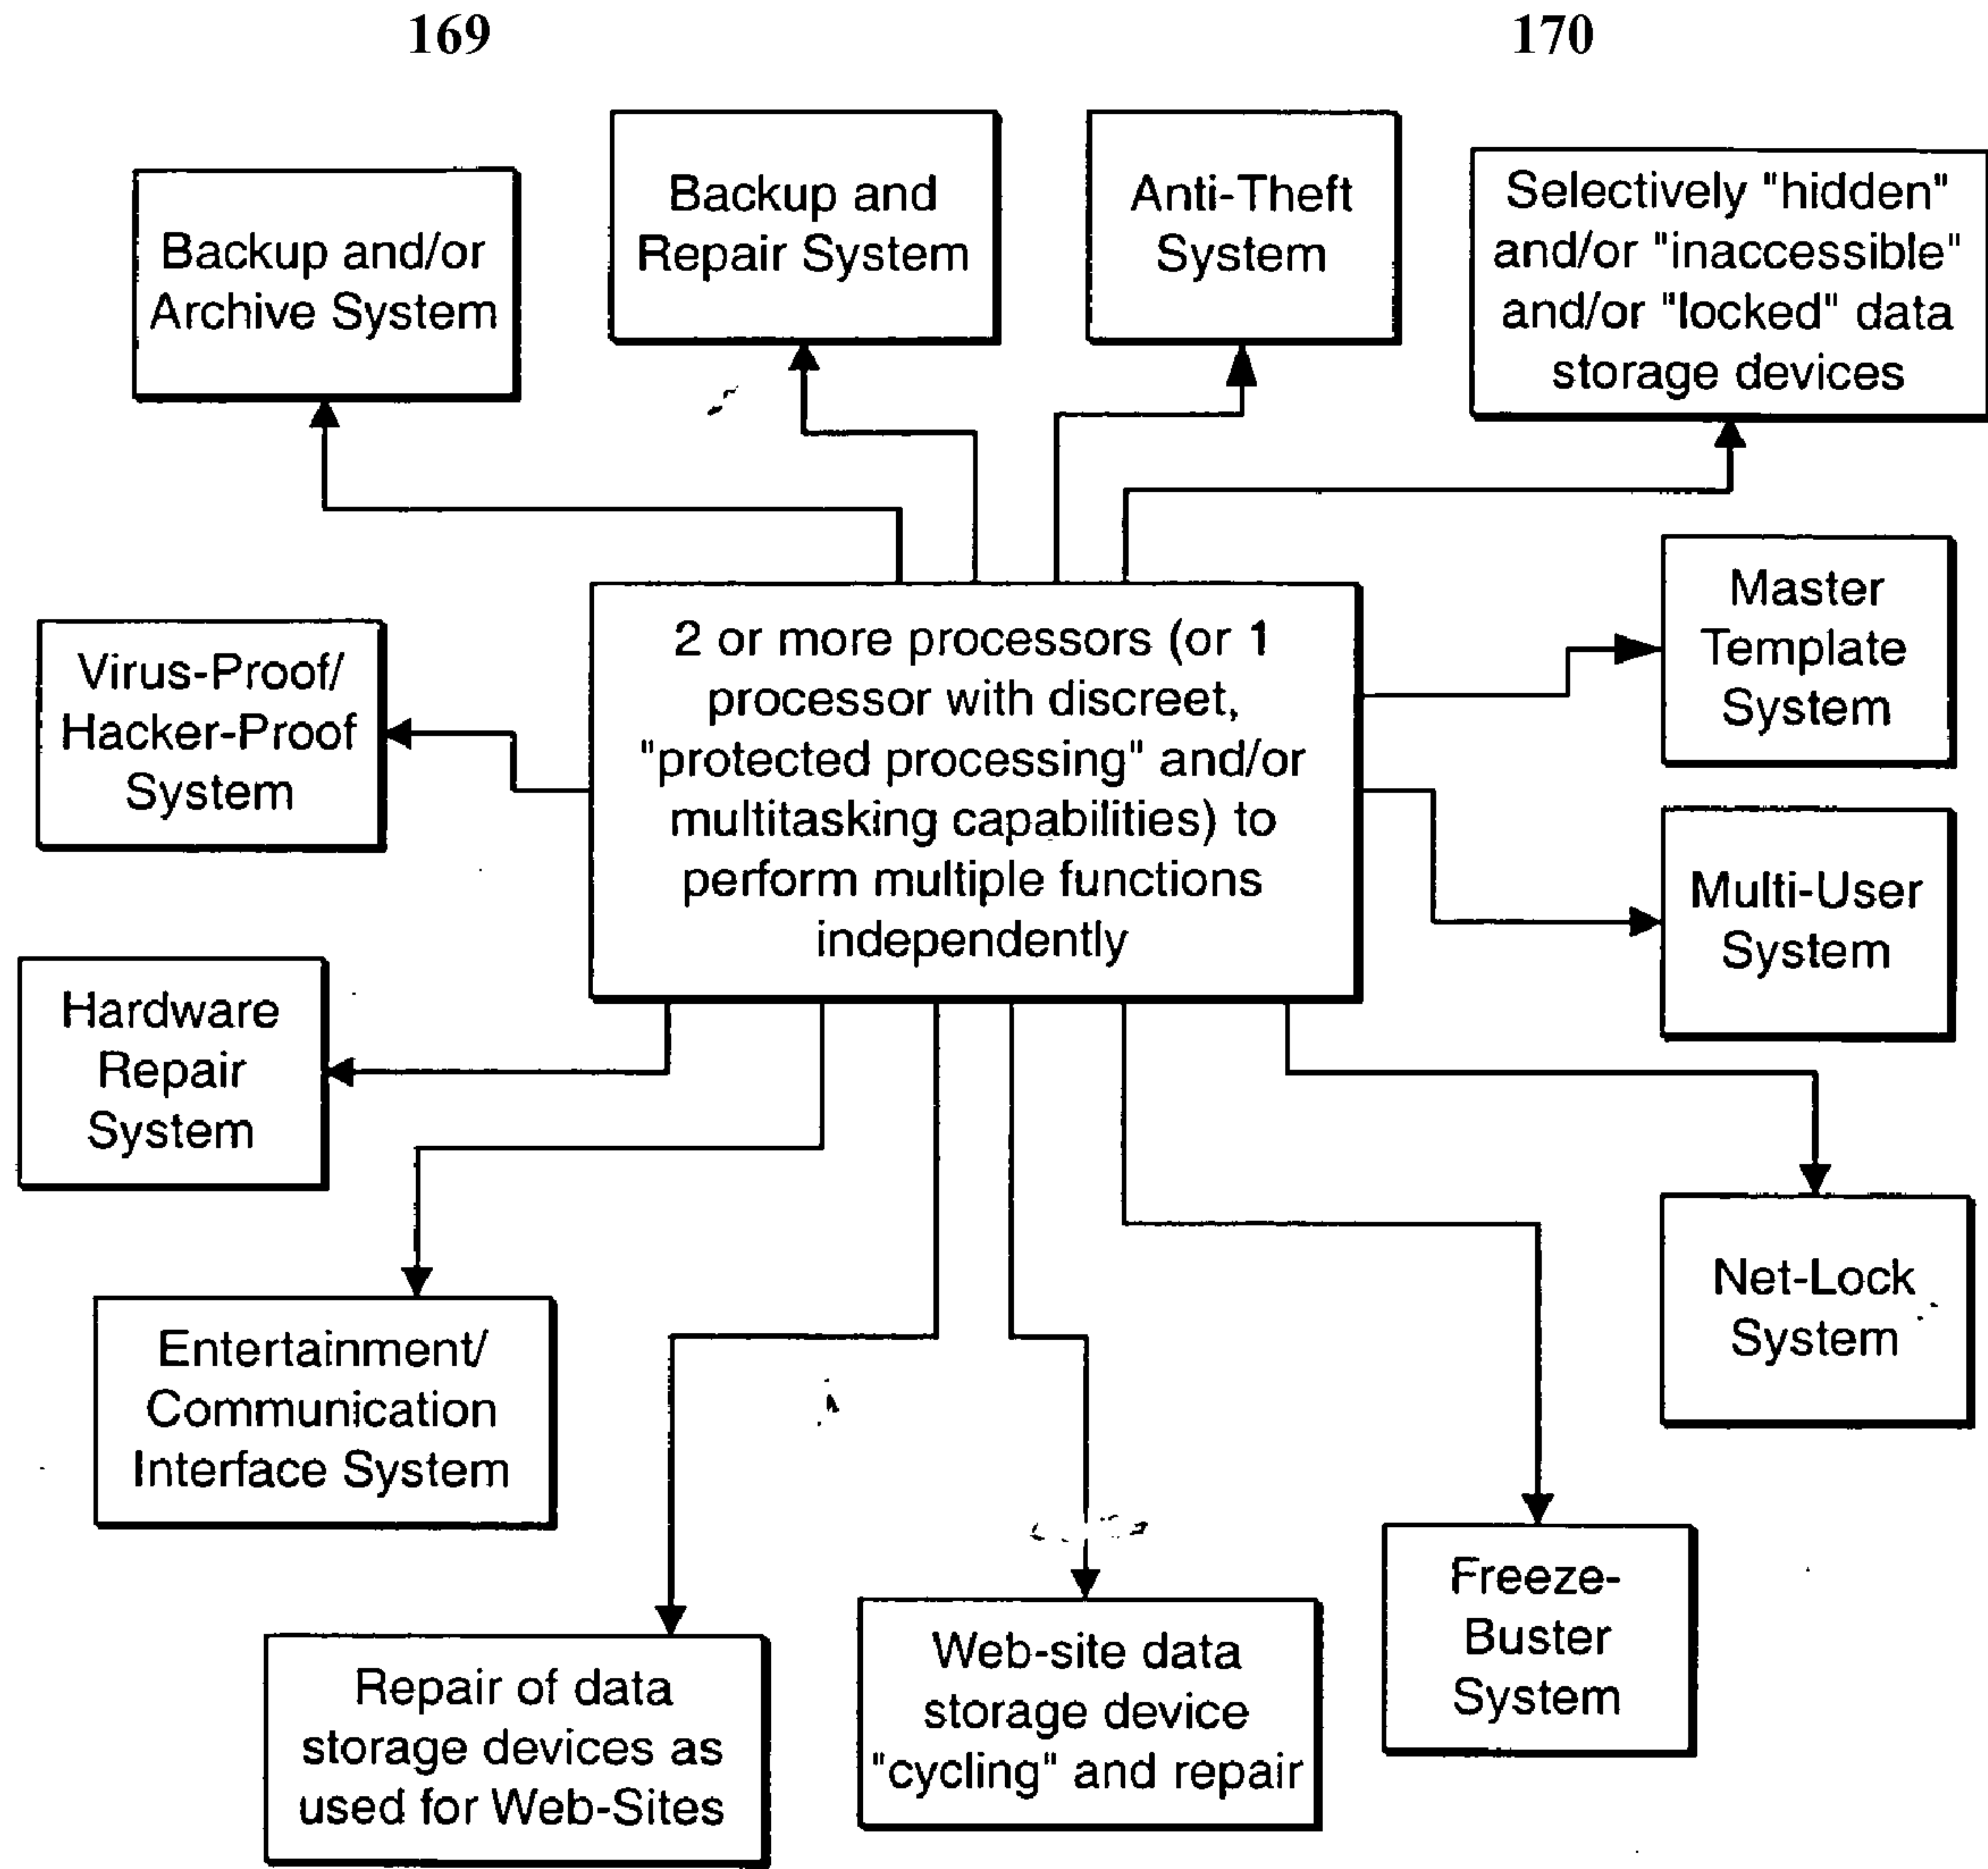 169
170
Backup and/or
Archive System
Backup and
Repair System
Anti-Theft
System
Selectively "hidden"
and/or "inaccessible"
and/or "locked" data
storage devices
2 or more processors (or 1
processor with discreet,
"protected processing" and/or
multitasking capabilities) to
perform multiple functions
independently
Master
Template
System
Virus-Proof/
Hacker-Proof
System
Multi-User
System
Hardware
Repair
System
Net-Lock
System
Entertainment/
Communication
Interface System
Freeze-
Buster
System
Web-site data
storage device
"cycling" and repair
Repair of data
storage devices as
used for Web-Sites